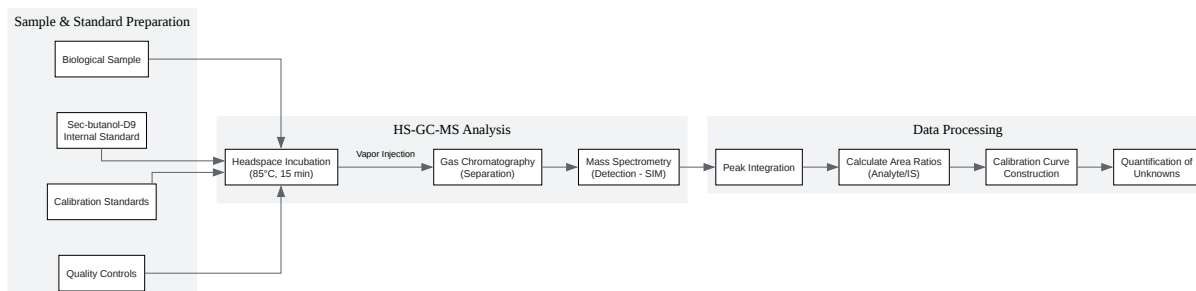 Sample & Standard Preparation
Biological Sample
Sec-butanol-D9
Internal Standard
Calibration Standards
Quality Controls
HS-GC-MS Analysis
Headspace Incubation
(85°C, 15 min)
Vapor Injection
Gas Chromatography
(Separation)
Mass Spectrometry
(Detection - SIM)
Data Processing
Peak Integration
Calculate Area Ratios
(Analyte/IS)
Calibration Curve
Construction
Quantification of
Unknowns